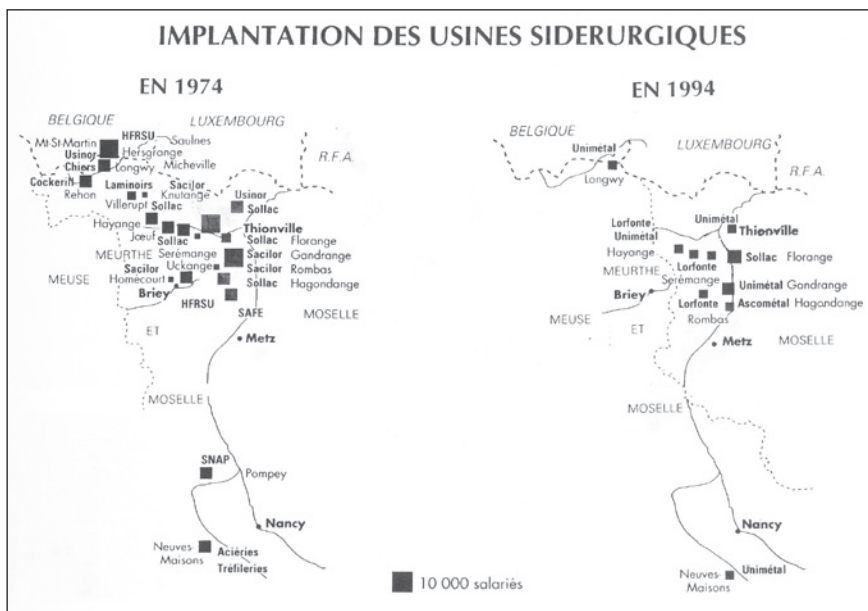 IMPLANTATION DES USINES SIDERURGIQUES
EN 1974
BELGIQUE
LUXEMBOURG
Mt-St-Martin
HFRSU
Saulnes
Usinor
Hersgrange
R.F.A.
Chiers
Longwy
Micheville
Cockerill
Rehon
Laminoirs
Sacilor
Villerupt
Knutange
Usinor
Sollac
Sollac
Hayange
Thionville
Jœuf
Sollac
Sollac Florange
MEURTHE
Serémange
Sacilor Gandrange
MEUSE
Sacilor
Uckange
Sacilor Rombas
Homécourt
Sollac Hagondange
Briey
HFRSU
SAFE
MOSELLE
ET
Metz
MOSELLE
SNAP
Pompey
Nancy
Neuves-
Maisons
Aciéries
Tréfileries
10 000 salariés
EN 1994
BELGIQUE
LUXEMBOURG
Unimétal
Longwy
R.F.A.
Lorfonte
Unimétal
Unimétal
Thionville
Hayange
Sollac Florange
MEURTHE
Lorfonte
Serémange
Unimétal Gandrange
Briey
Lorfonte
Ascométal Hagondange
MEUSE
ET
Rombas
Metz
MOSELLE
MOSELLE
Nancy
Neuves-
Maisons
Unimétal